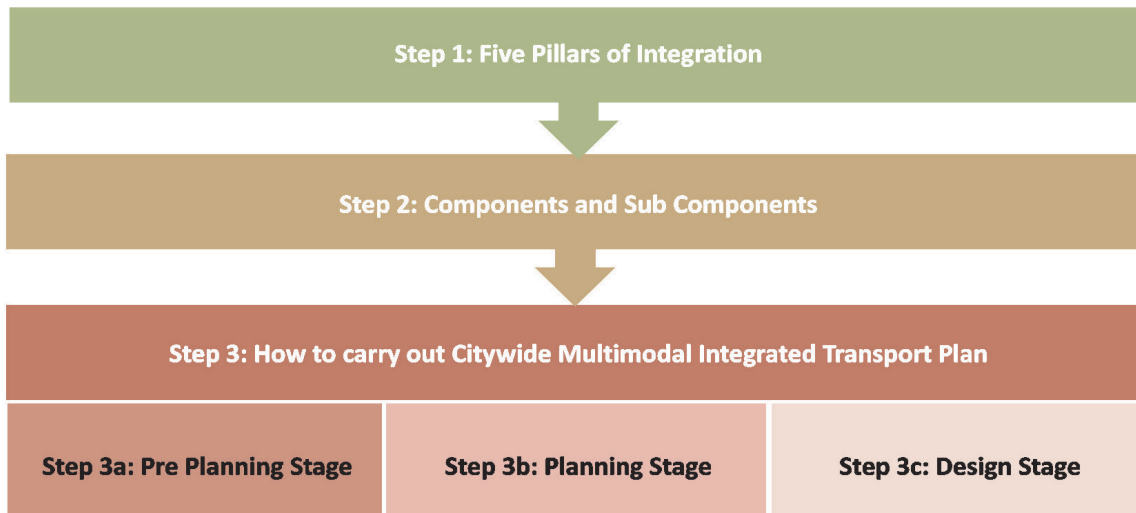 Step 1: Five Pillars of Integration
Step 2: Components and Sub Components
Step 3: How to carry out Citywide Multimodal Integrated Transport Plan
Step 3a: Pre Planning Stage
Step 3b: Planning Stage
Step 3c: Design Stage